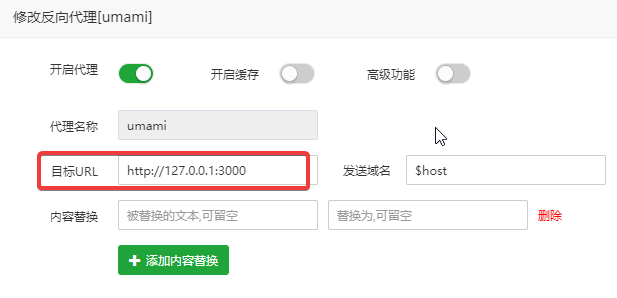 修改反向代理[umami]
开启代理 开启缓存 高级功能
代理名称 umami
目标URL http://127.0.0.1:3000 发送域名 $host
内容替换 被替换的文本,可留空 替换为,可留空 删除
添加内容替换